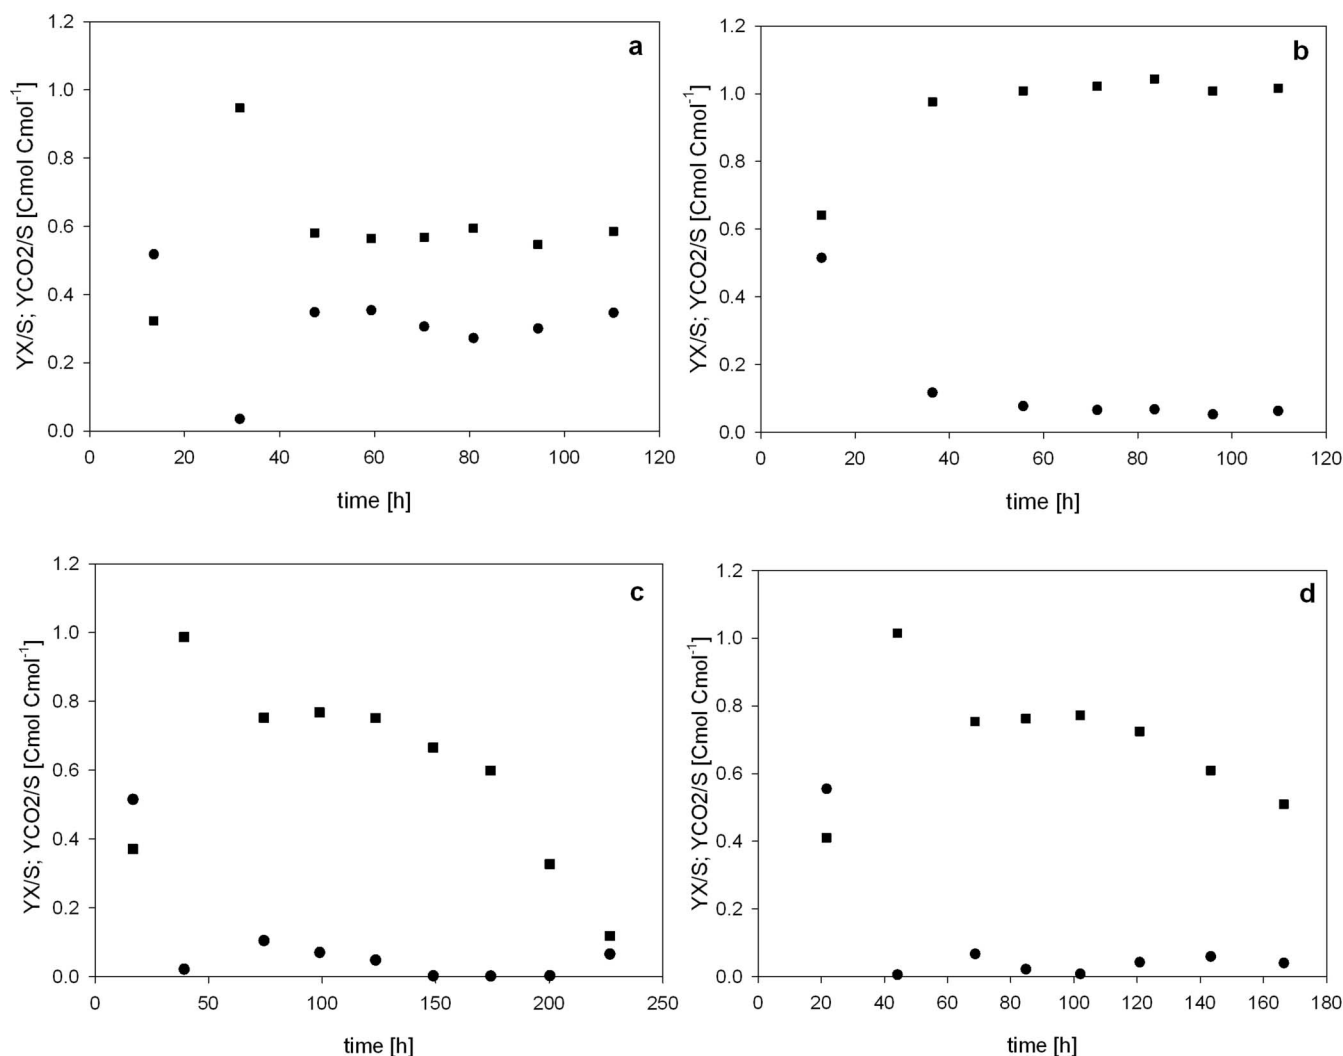 a
YX/S; YCO2/S [Cmol Cmol⁻¹]
1.2
1.0
0.8
0.6
0.4
0.2
0.0
0 20 40 60 80 100 120
time [h]
b
YX/S; YCO2/S [Cmol Cmol⁻¹]
1.2
1.0
0.8
0.6
0.4
0.2
0.0
0 20 40 60 80 100 120
time [h]
c
YX/S; YCO2/S [Cmol Cmol⁻¹]
1.2
1.0
0.8
0.6
0.4
0.2
0.0
0 50 100 150 200 250
time [h]
d
YX/S; YCO2/S [Cmol Cmol⁻¹]
1.2
1.0
0.8
0.6
0.4
0.2
0.0
0 20 40 60 80 100 120 140 160 180
time [h]